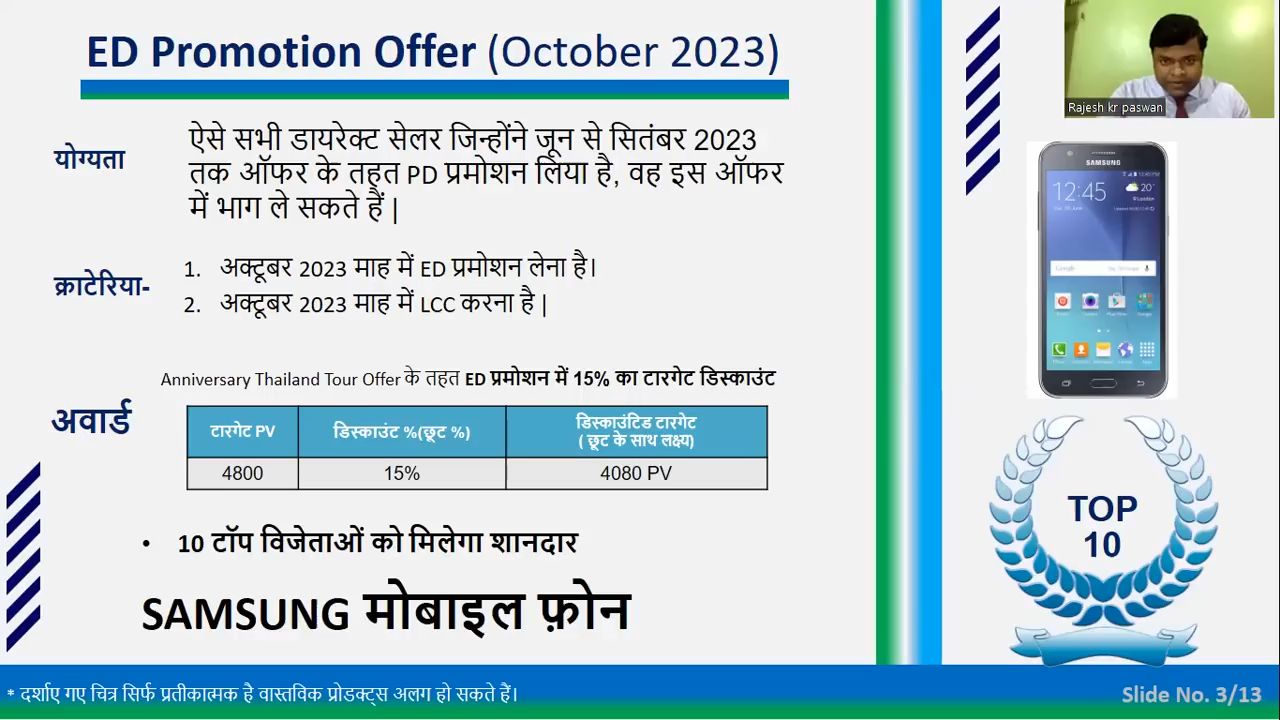 ED Promotion Offer (October 2023)
Rajesh kr paswan
योग्यता
ऐसे सभी डायरेक्ट सेलर जिन्होंने जून से सितंबर 2023
तक ऑफर के तहत PD प्रमोशन लिया है, वह इस ऑफर
में भाग ले सकते हैं |
क्राटेरिया-
1. अक्टूबर 2023 माह में ED प्रमोशन लेना है।
2. अक्टूबर 2023 माह में LCC करना है |
Anniversary Thailand Tour Offer के तहत ED प्रमोशन में 15% का टारगेट डिस्काउंट
अवार्ड
टारगेट PV
डिस्काउंट %(छूट %)
डिस्काउंटिड टारगेट
( छूट के साथ लक्ष्य)
4800
15%
4080 PV
• 10 टॉप विजेताओं को मिलेगा शानदार
SAMSUNG मोबाइल फ़ोन
SAMSUNG
12:45
20°
Google
TOP
10
* दर्शाए गए चित्र सिर्फ प्रतीकात्मक है वास्तविक प्रोडक्ट्स अलग हो सकते हैं।
Slide No. 3/13